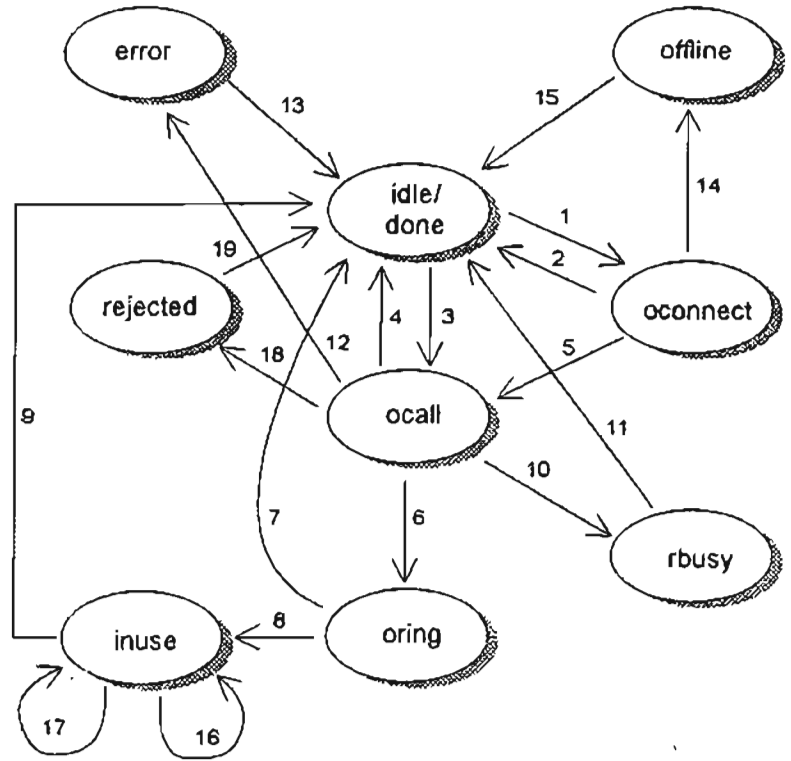 error
offline
13
15
idle/
done
14
1
19
2
rejected
oconnect
4
3
12
5
18
9
ocall
11
10
7
6
rbusy
8
oring
inuse
17
16